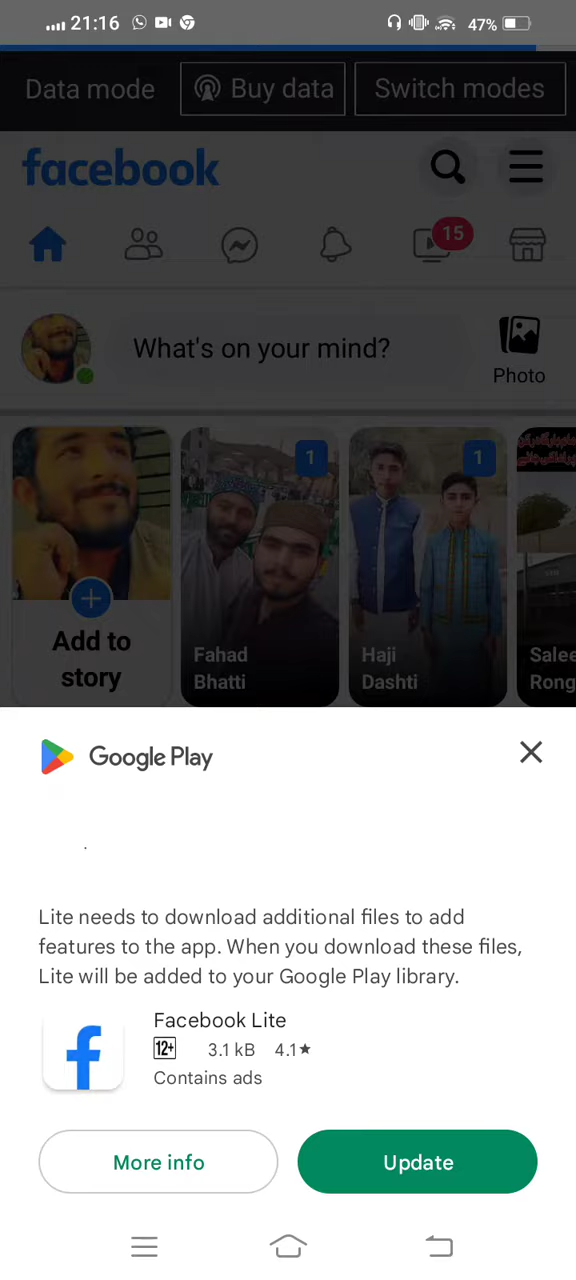 21:16
47%
Data mode
Buy data
Switch modes
facebook
15
What's on your mind?
Photo
1
1
Add to
story
Fahad
Bhatti
Haji
Dashti
Salee
Rong
Google Play
Lite needs to download additional files to add
features to the app. When you download these files,
Lite will be added to your Google Play library.
Facebook Lite
12+ 3.1 kB 4.1★
Contains ads
More info
Update